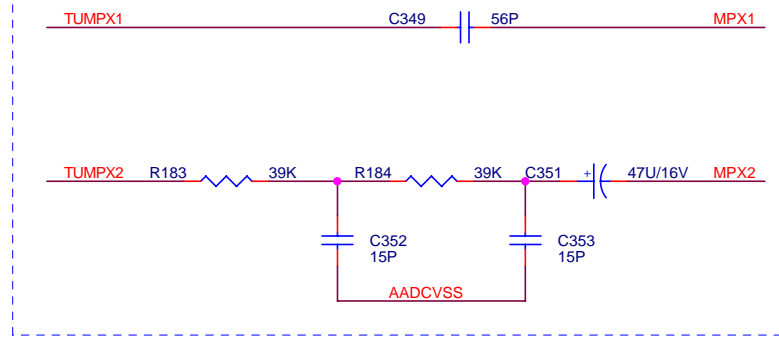 TUMPX1 C349 56P MPX1
TUMPX2 R183 39K R184 39K C351 + 47U/16V MPX2
C352 C353
15P 15P
AADCVSS